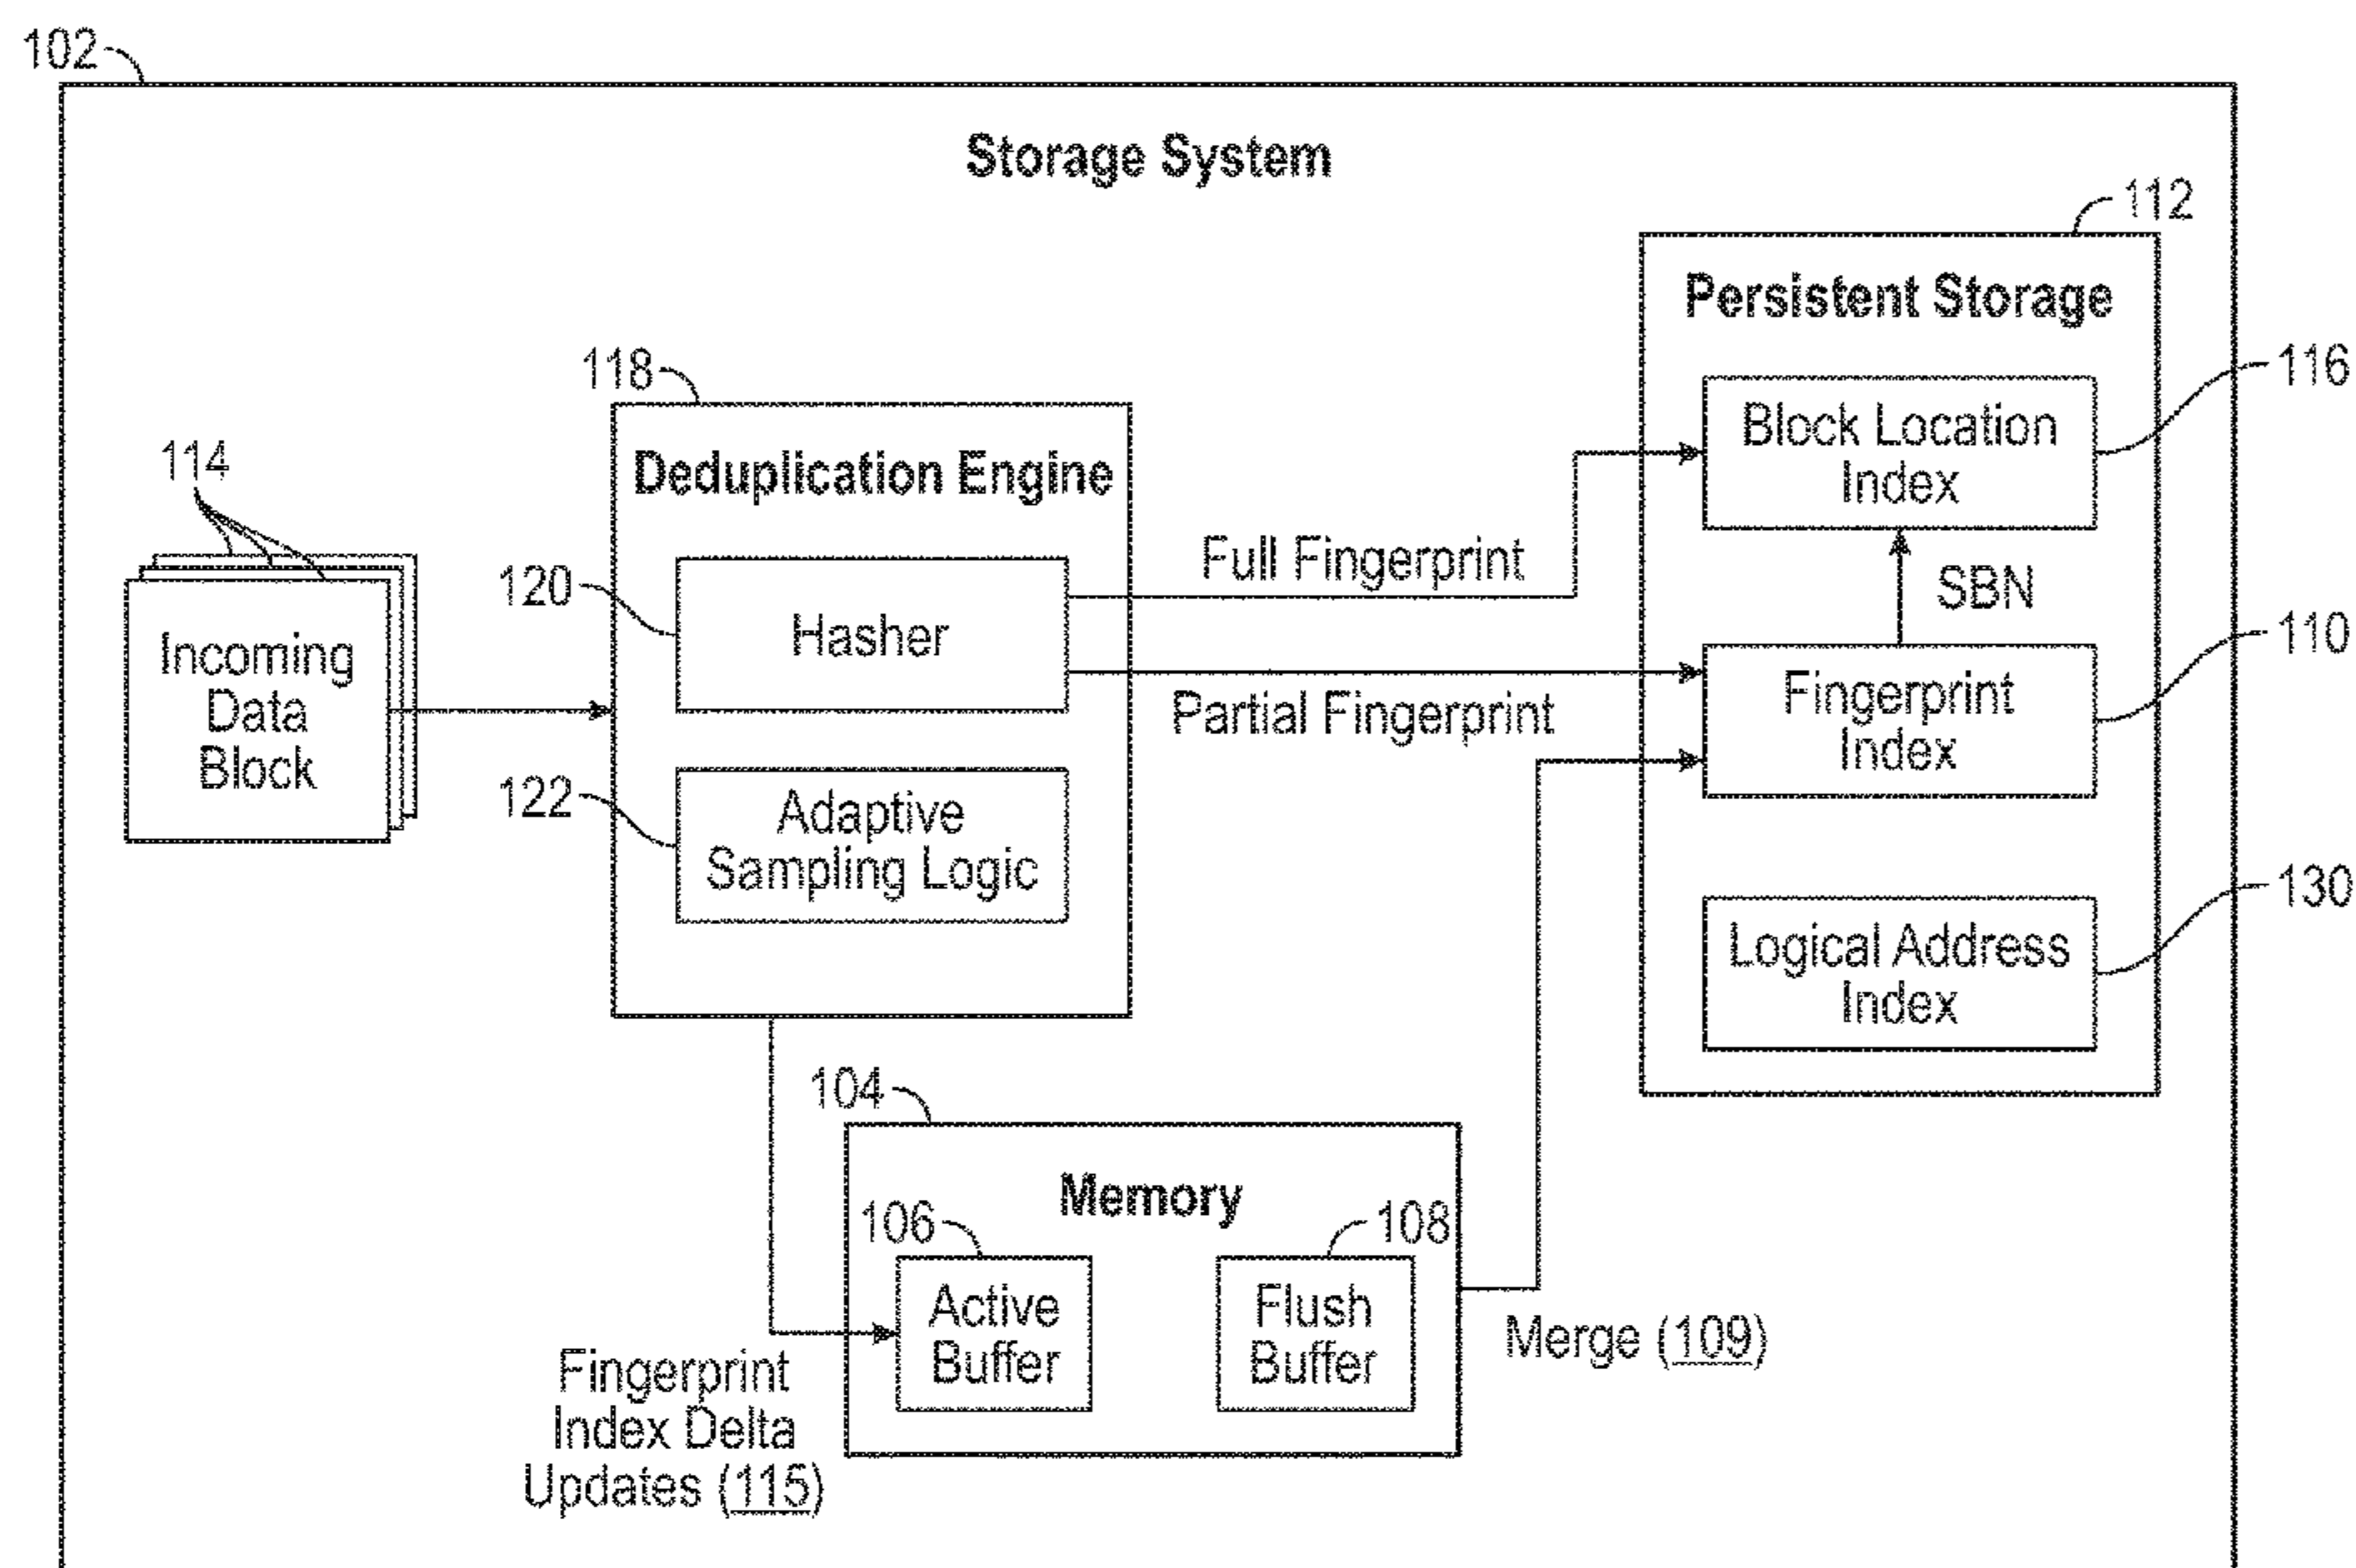 102
Storage System
112
Persistent Storage
118
116
Block Location
Index
114
Deduplication Engine
Full Fingerprint
120
Hasher
SBN
110
Incoming
Data
Block
Partial Fingerprint
Fingerprint
Index
122
Adaptive
Sampling Logic
130
Logical Address
Index
104
Memory
106
108
Active
Buffer
Flush
Buffer
Merge (109)
Fingerprint
Index Delta
Updates (115)